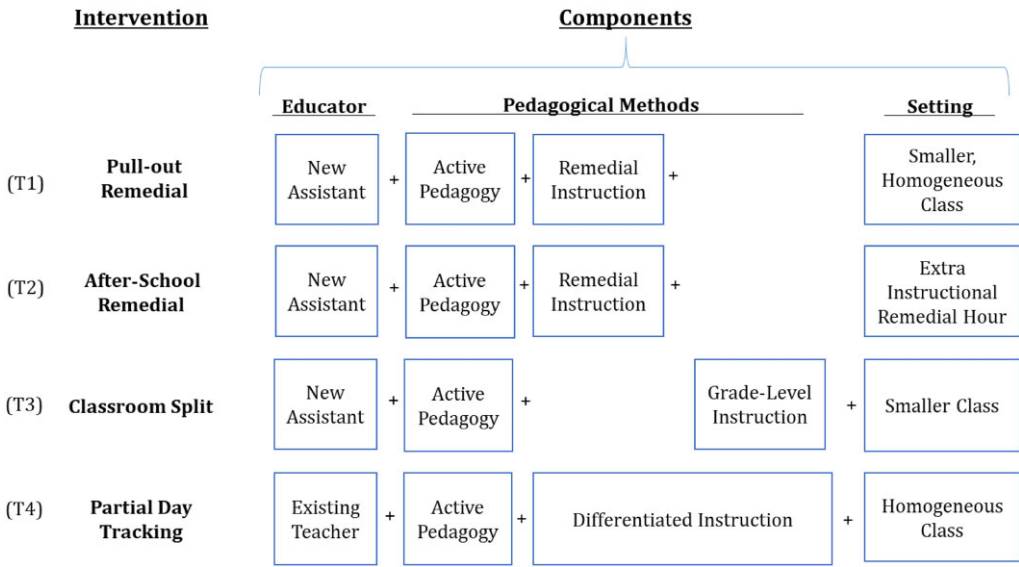 Intervention
Components
Educator
Pedagogical Methods
Setting
(T1)
Pull-out
Remedial
New
Assistant
+
Active
Pedagogy
+
Remedial
Instruction
+
Smaller,
Homogeneous
Class
(T2)
After-School
Remedial
New
Assistant
+
Active
Pedagogy
+
Remedial
Instruction
+
Extra
Instructional
Remedial Hour
(T3)
Classroom Split
New
Assistant
+
Active
Pedagogy
+
Grade-Level
Instruction
+
Smaller Class
(T4)
Partial Day
Tracking
Existing
Teacher
+
Active
Pedagogy
+
Differentiated Instruction
+
Homogeneous
Class